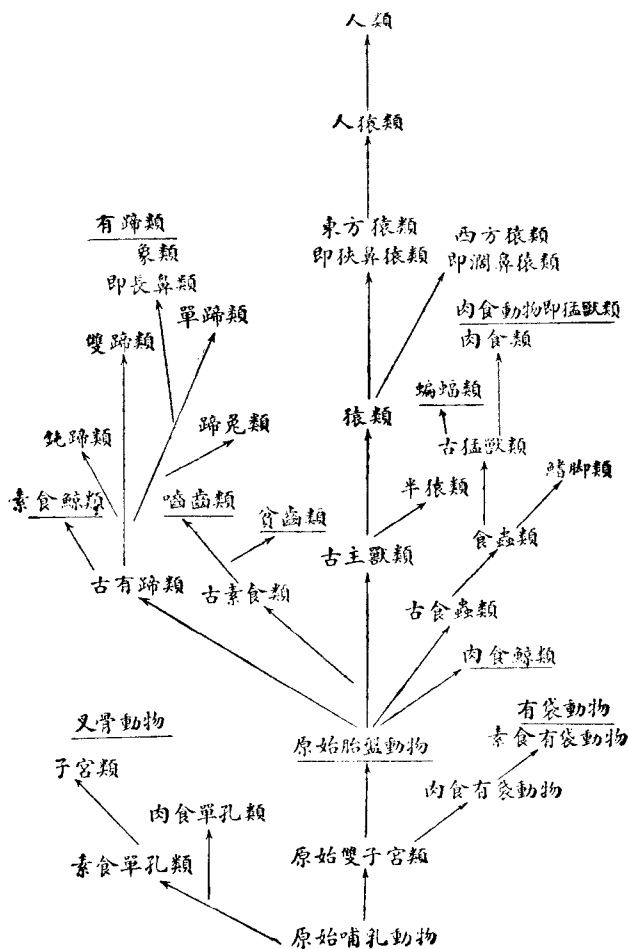 人類
人猿類
東方猿類
即狹鼻猿類
西方猿類
即濶鼻猿類
有蹄類
象類
即長鼻類
單蹄類
雙蹄類
肉食動物即猛獸類
肉食類
蝙蝠類
猿類
蹄兔類
鈍蹄類
古猛獸類
鰭脚類
半猿類
素食鯨類
嚙齒類
貧齒類
食蟲類
古主獸類
古有蹄類
古素食類
古食蟲類
肉食鯨類
叉骨動物
子宮類
原始胎盤動物
有袋動物
素食有袋動物
肉食有袋動物
肉食單孔類
素食單孔類
原始雙子宮類
原始哺乳動物